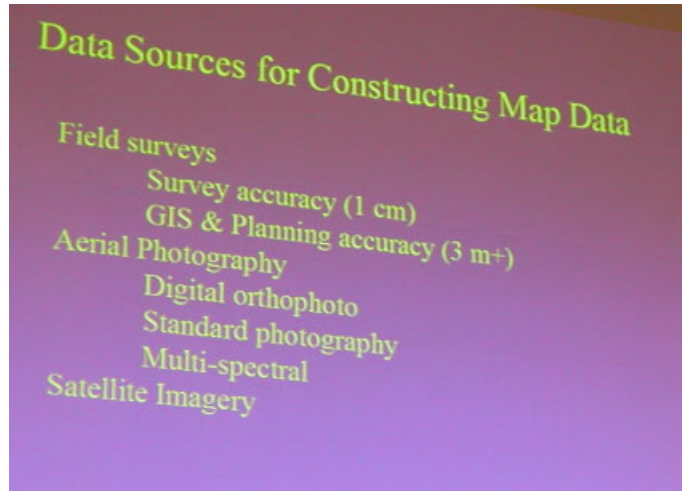 Data Sources for Constructing Map Data
Field surveys
Survey accuracy (1 cm)
GIS & Planning accuracy (3 m+)
Aerial Photography
Digital orthophoto
Standard photography
Multi-spectral
Satellite Imagery